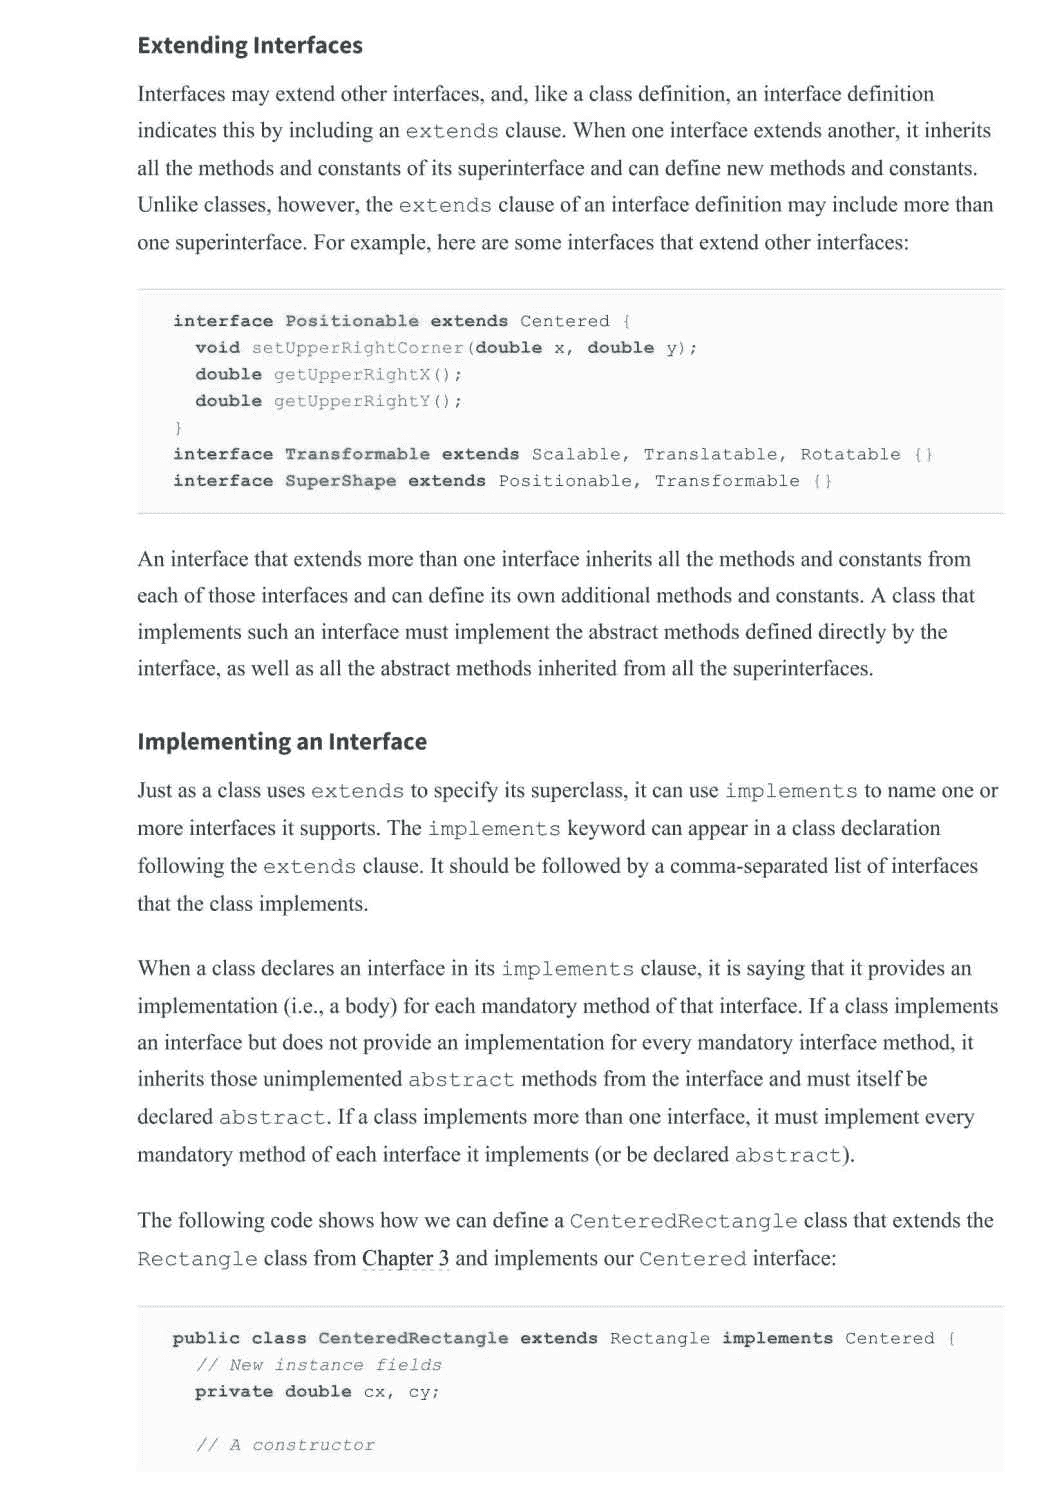 Extending Interfaces
Interfaces may extend other interfaces, and, like a class definition, an interface definition
indicates this by including an extends clause. When one interface extends another, it inherits
all the methods and constants of its superinterface and can define new methods and constants.
Unlike classes, however, the extends clause of an interface definition may include more than
one superinterface. For example, here are some interfaces that extend other interfaces:
interface Positionable extends Centered {
  void setUpperRightCorner(double x, double y);
  double getUpperRightX();
  double getUpperRightY();
}
interface Transformable extends Scalable, Translatable, Rotatable {}
interface SuperShape extends Positionable, Transformable {}
An interface that extends more than one interface inherits all the methods and constants from
each of those interfaces and can define its own additional methods and constants. A class that
implements such an interface must implement the abstract methods defined directly by the
interface, as well as all the abstract methods inherited from all the superinterfaces.
Implementing an Interface
Just as a class uses extends to specify its superclass, it can use implements to name one or
more interfaces it supports. The implements keyword can appear in a class declaration
following the extends clause. It should be followed by a comma-separated list of interfaces
that the class implements.
When a class declares an interface in its implements clause, it is saying that it provides an
implementation (i.e., a body) for each mandatory method of that interface. If a class implements
an interface but does not provide an implementation for every mandatory interface method, it
inherits those unimplemented abstract methods from the interface and must itself be
declared abstract. If a class implements more than one interface, it must implement every
mandatory method of each interface it implements (or be declared abstract).
The following code shows how we can define a CenteredRectangle class that extends the
Rectangle class from Chapter 3 and implements our Centered interface:
public class CenteredRectangle extends Rectangle implements Centered {
  // New instance fields
  private double cx, cy;
  // A constructor